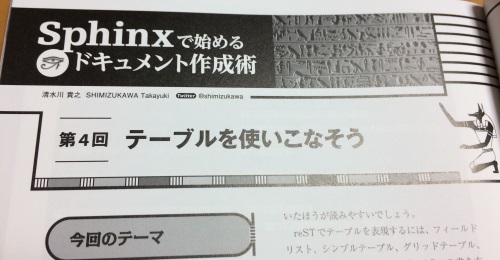 Sphinxで始める
ドキュメント作成術
清水川 貴之 SHIMIZUKAWA Takayuki Twitter @shimizukawa
第4回 テーブルを使いこなそう
今回のテーマ
いたほうが読みやすいでしょう。
reSTでテーブルを表現するには、フィールド
リスト、シンプルテーブル、グリッドテーブル、